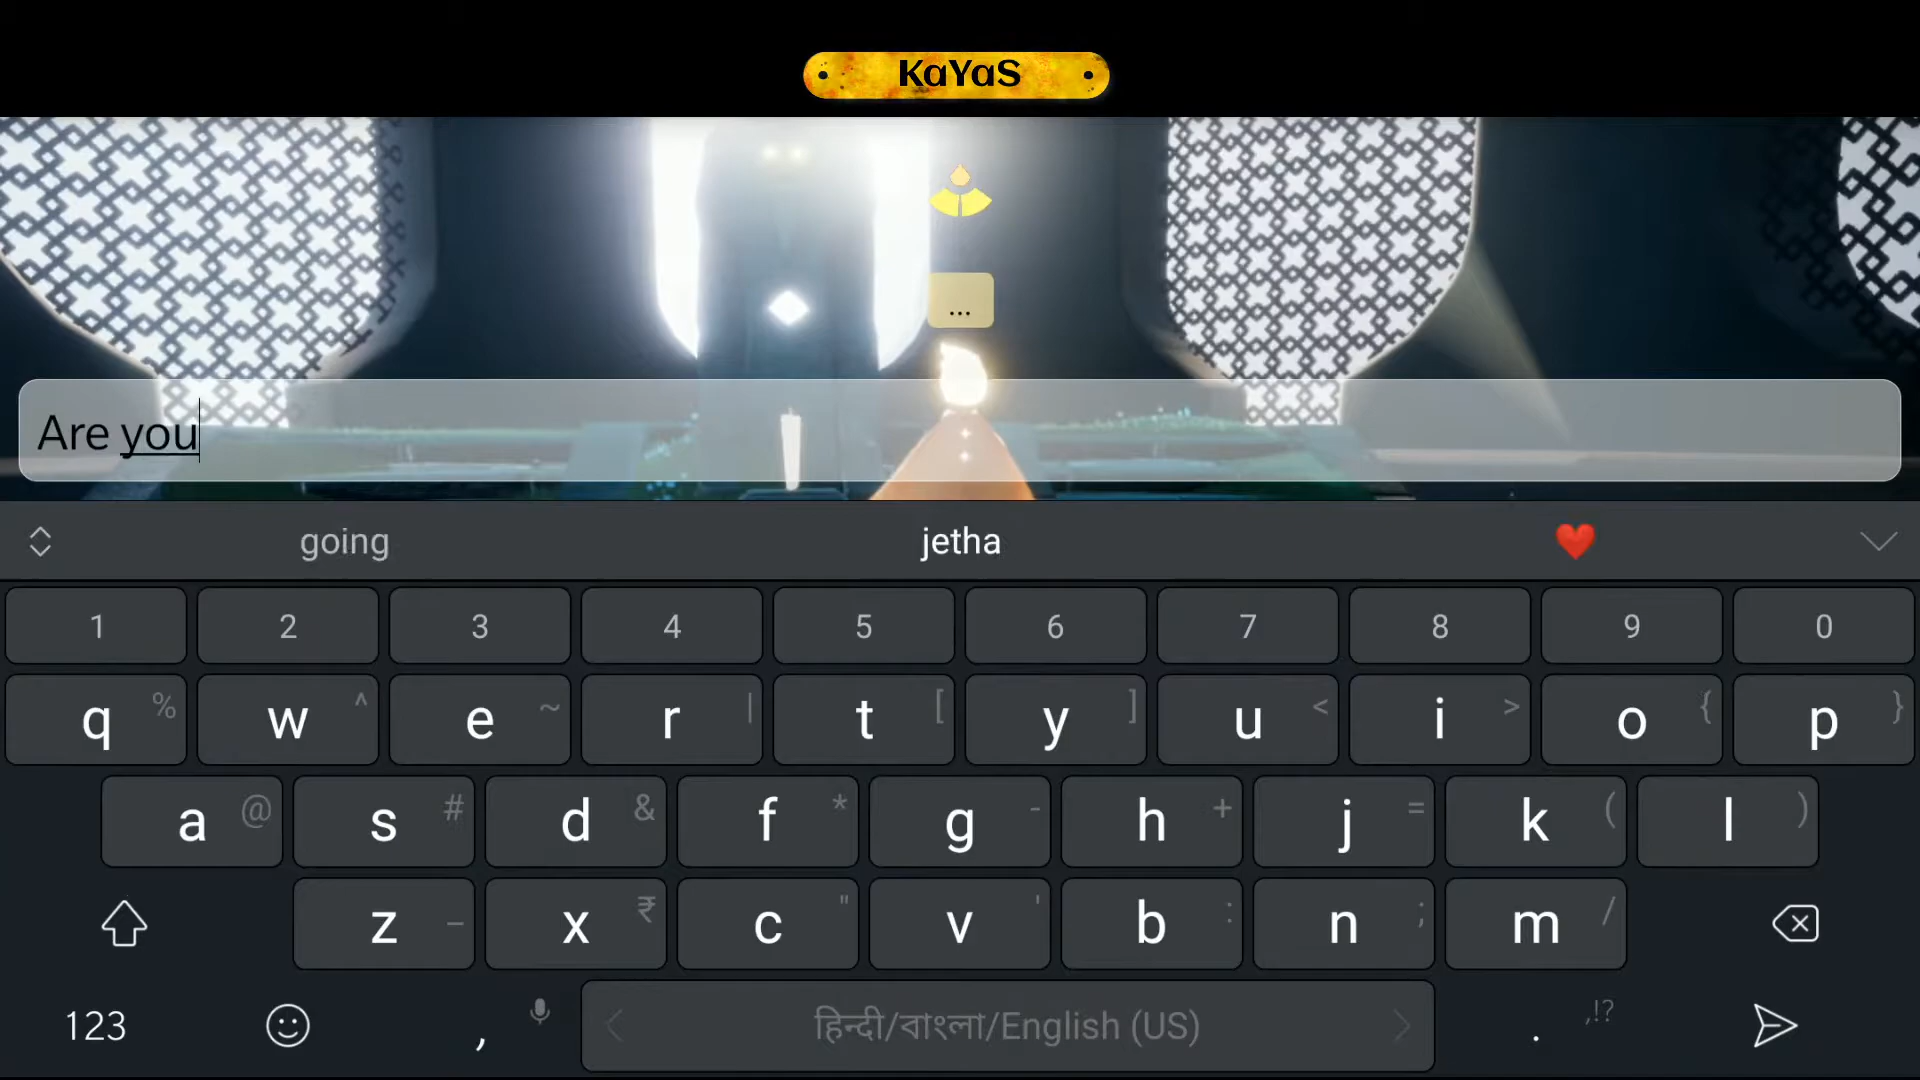 KaYaS
...
Are you
going jetha ❤️
1 2 3 4 5 6 7 8 9 0
q % w ^ e ~ r | t [ y ] u < i > o { p }
a @ s # d & f * g - h + j = k ( l )
z _ x ₹ c " v ' b : n ; m /
123 , हिन्दी/বাংলা/English (US) . ,!?